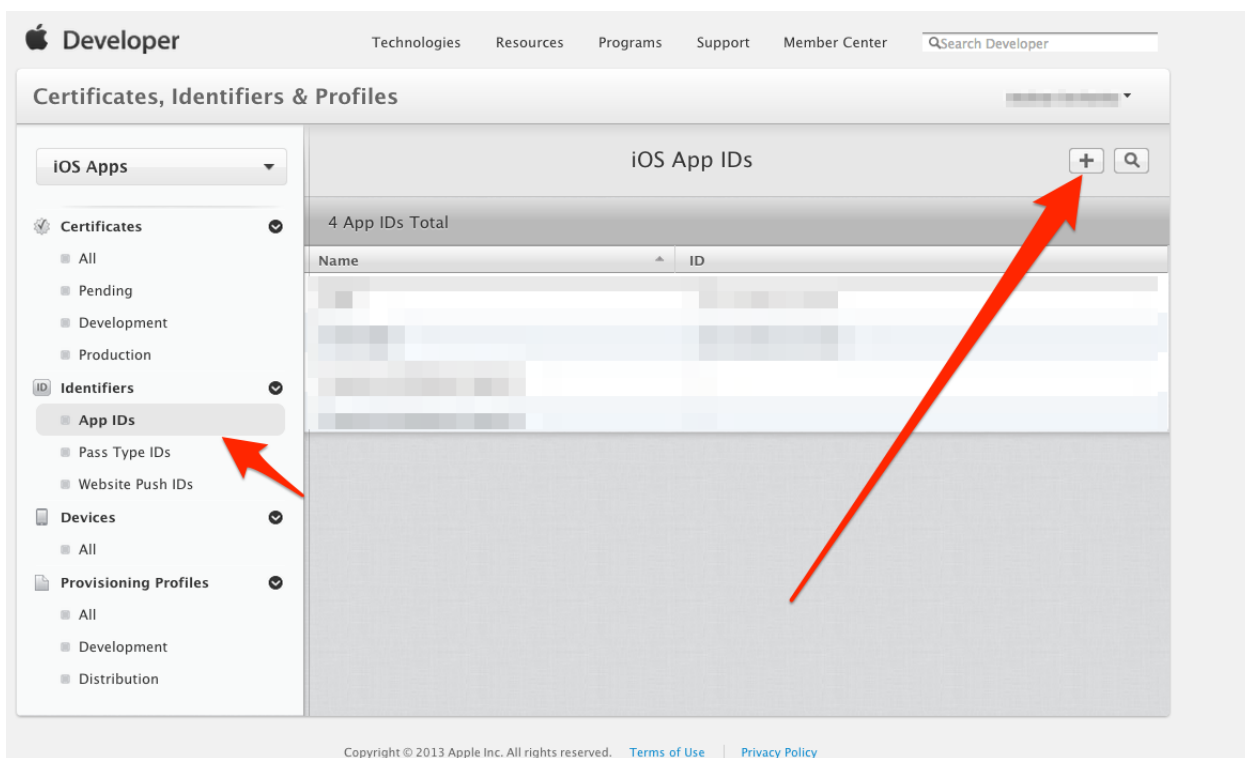 Developer
Technologies Resources Programs Support Member Center Search Developer
Certificates, Identifiers & Profiles
iOS Apps
Certificates
All
Pending
Development
Production
ID Identifiers
App IDs
Pass Type IDs
Website Push IDs
Devices
All
Provisioning Profiles
All
Development
Distribution
iOS App IDs
4 App IDs Total
Name ID
Copyright © 2013 Apple Inc. All rights reserved. Terms of Use | Privacy Policy